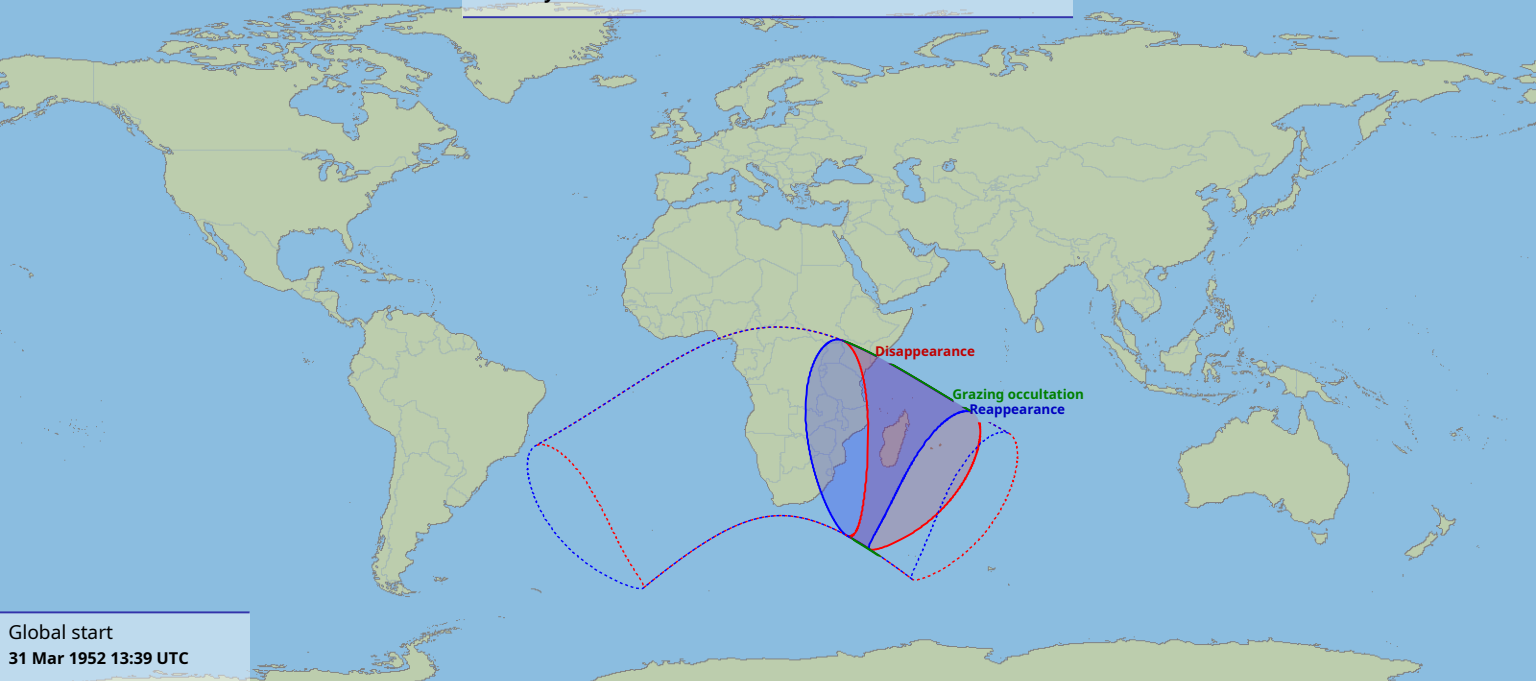 Disappearance
Grazing occultation
Reappearance
Global start
31 Mar 1952 13:39 UTC